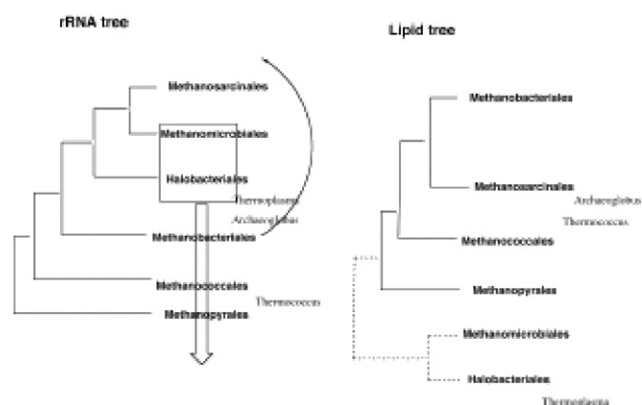 rRNA tree
Methanosarcinales
Methanomicrobiales
Halobacteriales
Thermoplasma
Archaeoglobus
Methanobacteriales
Methanococcales
Thermococcus
Methanopyrales
Lipid tree
Methanobacteriales
Methanosarcinales
Archaeoglobus
Thermococcus
Methanococcales
Methanopyrales
Methanomicrobiales
Halobacteriales
Thermoplasma